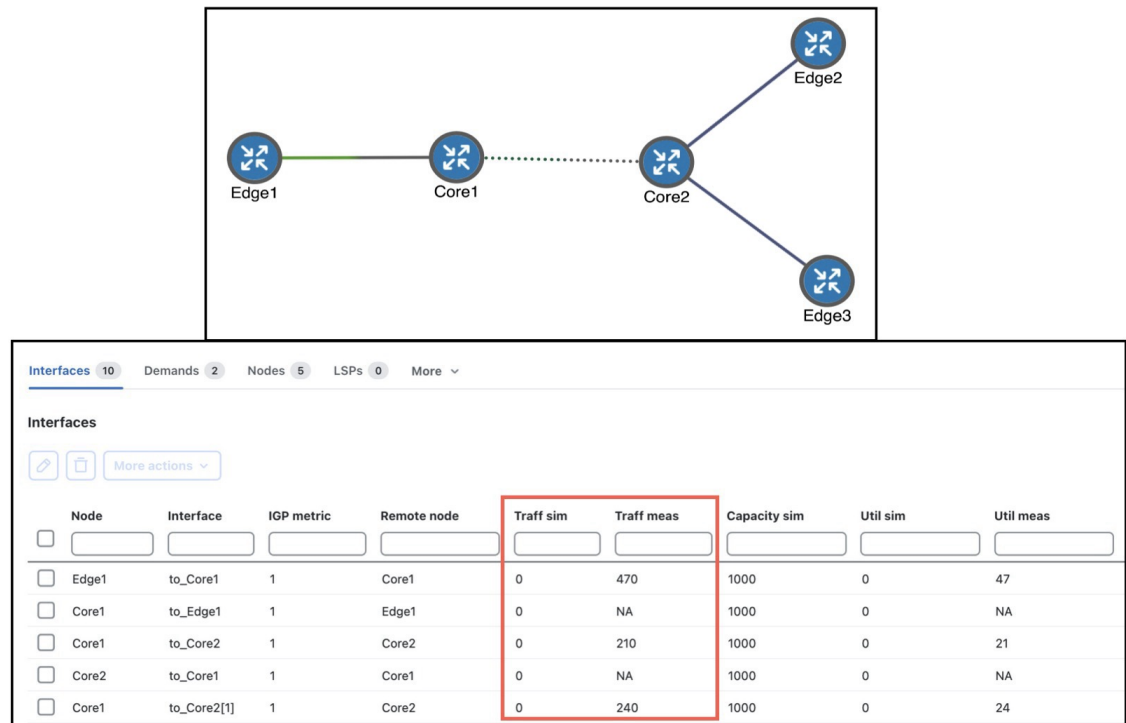 Edge2
Edge1
Core1
Core2
Edge3
Interfaces 10 Demands 2 Nodes 5 LSPs 0 More
Interfaces
More actions
Node Interface IGP metric Remote node Traff sim Traff meas Capacity sim Util sim Util meas
Edge1 to_Core1 1 Core1 0 470 1000 0 47
Core1 to_Edge1 1 Edge1 0 NA 1000 0 NA
Core1 to_Core2 1 Core2 0 210 1000 0 21
Core2 to_Core1 1 Core1 0 NA 1000 0 NA
Core1 to_Core2[1] 1 Core2 0 240 1000 0 24